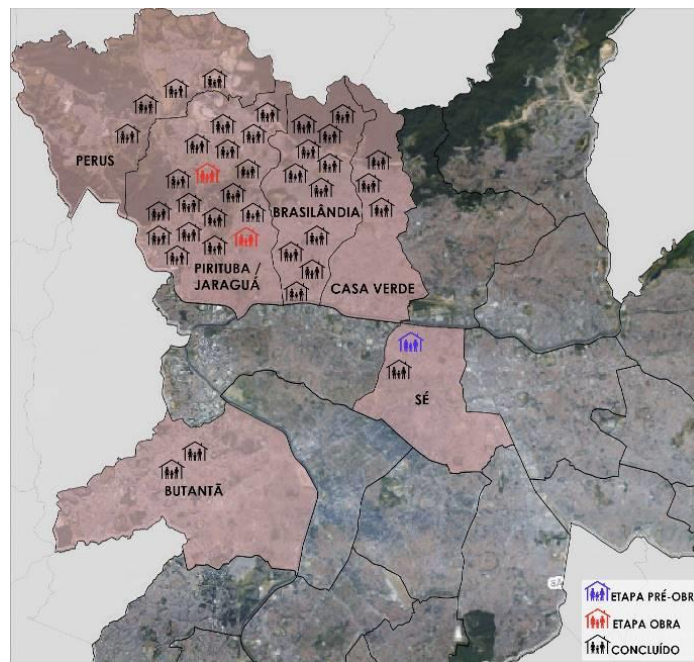 PERUS
BRASILÂNDIA
PIRITUBA /
JARAGUÁ
CASA VERDE
SÉ
BUTANTÃ
ETAPA PRÉ-OBR
ETAPA OBRA
CONCLUÍDO